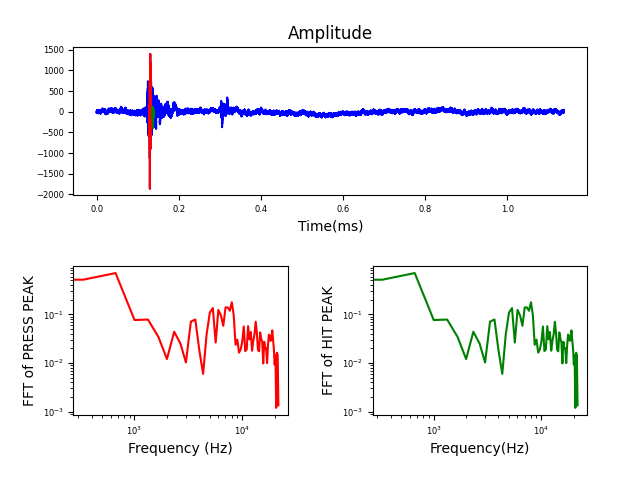 Amplitude
1500
1000
500
0
−500
−1000
−1500
−2000
0.0 0.2 0.4 0.6 0.8 1.0
Time(ms)
FFT of PRESS PEAK
10⁻¹
10⁻²
10⁻³
10³ 10⁴
Frequency (Hz)
FFT of HIT PEAK
10⁻¹
10⁻²
10⁻³
10³ 10⁴
Frequency(Hz)